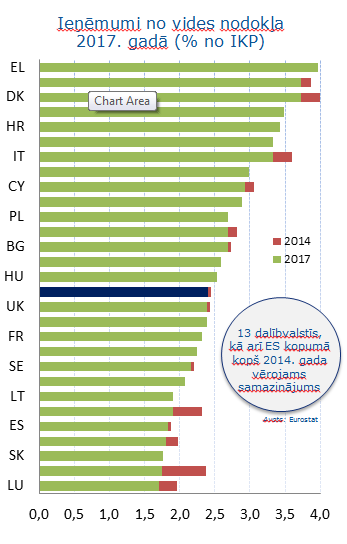 Ieņēmumi no vides nodokļa
2017. gadā (% no IKP)
EL
DK
Chart Area
HR
IT
CY
PL
2014
BG
2017
HU
UK
13 dalībvalstīs,
FR
kā arī ES kopumā
kopš 2014. gada
SE
vērojams
samazinājums
LT
Avots: Eurostat
ES
SK
LU
0,0 0,5 1,0 1,5 2,0 2,5 3,0 3,5 4,0